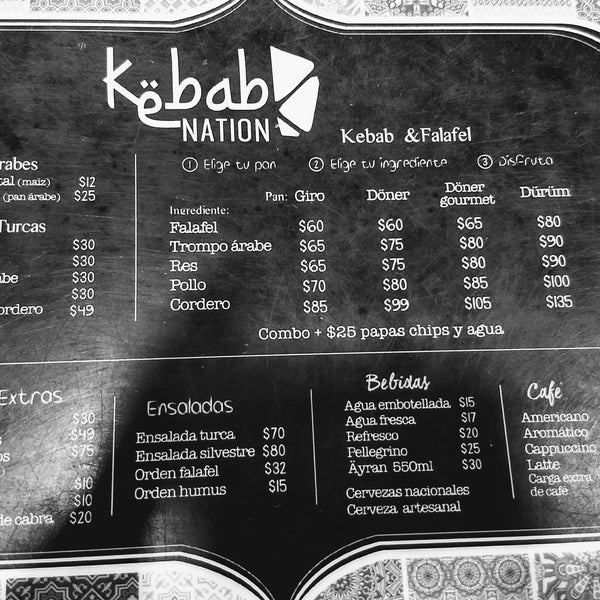 Këbab
NATION
Kebab &Falafel
① Elige tu pan ② Elige tu ingrediente ③ Disfruta
Pan: Giro Döner Döner gourmet Dürüm
Ingrediente:
Falafel $60 $60 $65 $80
Trompo árabe $65 $75 $80 $90
Res $65 $75 $80 $90
Pollo $70 $80 $85 $100
Cordero $85 $99 $105 $135
Combo + $25 papas chips y agua
(maiz) $12
(pan árabe) $25
Turcas
$30
$30
$30
$30
cordero $49
Extras
$30
$49
$75
$10
$10
de cabra $20
Ensaladas
Ensalada turca $70
Ensalada silvestre $80
Orden falafel $32
Orden humus $15
Bebidas
Agua embotellada $15
Agua fresca $17
Refresco $20
Pellegrino $25
Äyran 550ml $30
Cervezas nacionales
Cerveza artesanal
Café
Americano
Aromático
Cappuccino
Latte
Carga extra
de café